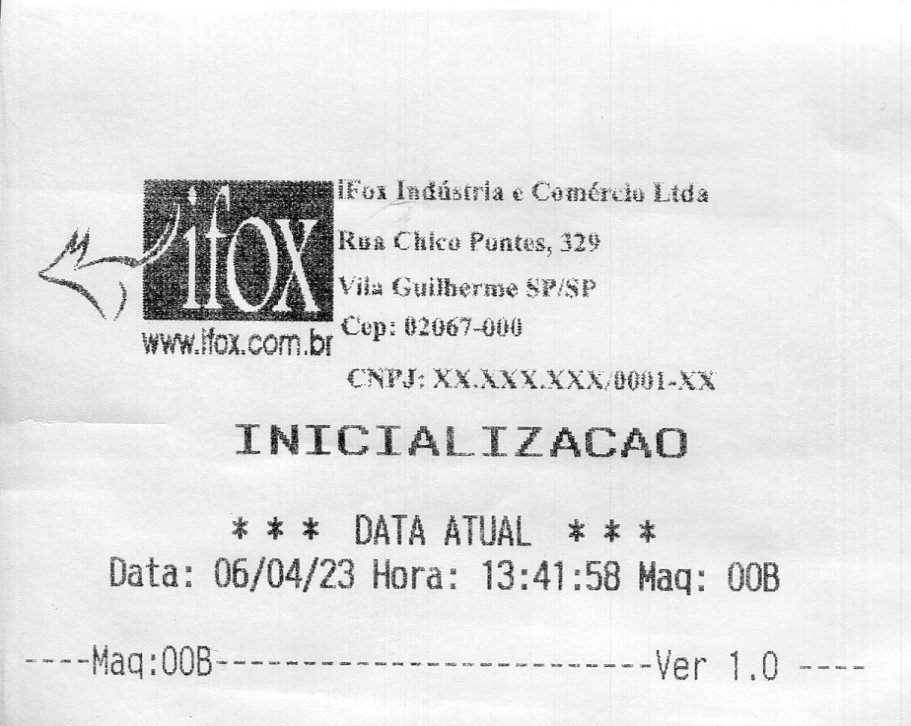 ifox
www.ifox.com.br
iFox Indústria e Comércio Ltda
Rua Chico Pontes, 329
Vila Guilherme SP/SP
Cep: 02067-000
CNPJ: XX.XXX.XXX/0001-XX
INICIALIZACAO
* * * DATA ATUAL * * *
Data: 06/04/23 Hora: 13:41:58 Maq: 00B
----Maq:00B---------------------------Ver 1.0 ----